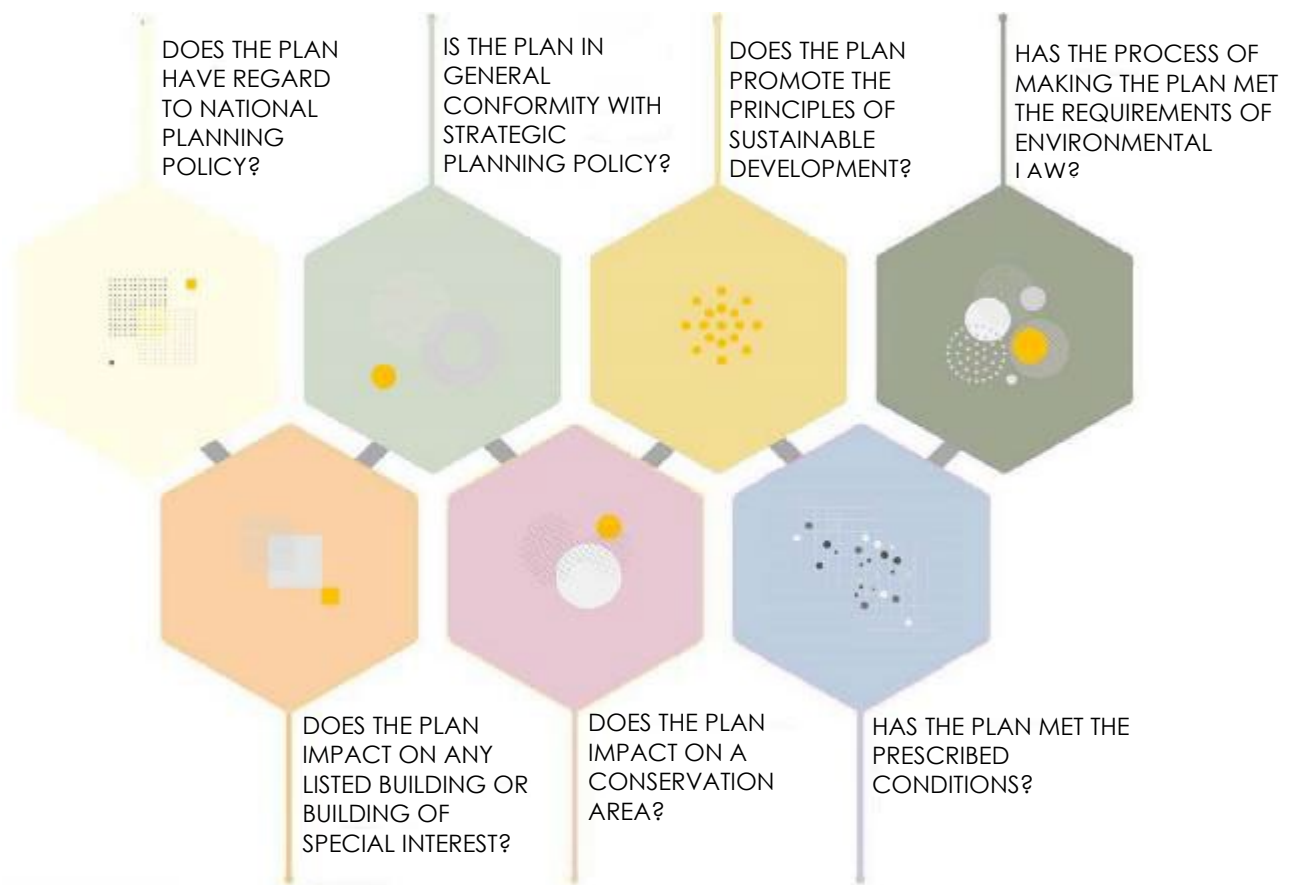 DOES THE PLAN
HAVE REGARD
TO NATIONAL
PLANNING
POLICY?
IS THE PLAN IN
GENERAL
CONFORMITY WITH
STRATEGIC
PLANNING POLICY?
DOES THE PLAN
PROMOTE THE
PRINCIPLES OF
SUSTAINABLE
DEVELOPMENT?
HAS THE PROCESS OF
MAKING THE PLAN MET
THE REQUIREMENTS OF
ENVIRONMENTAL
LAW?
DOES THE PLAN
IMPACT ON ANY
LISTED BUILDING OR
BUILDING OF
SPECIAL INTEREST?
DOES THE PLAN
IMPACT ON A
CONSERVATION
AREA?
HAS THE PLAN MET THE
PRESCRIBED
CONDITIONS?